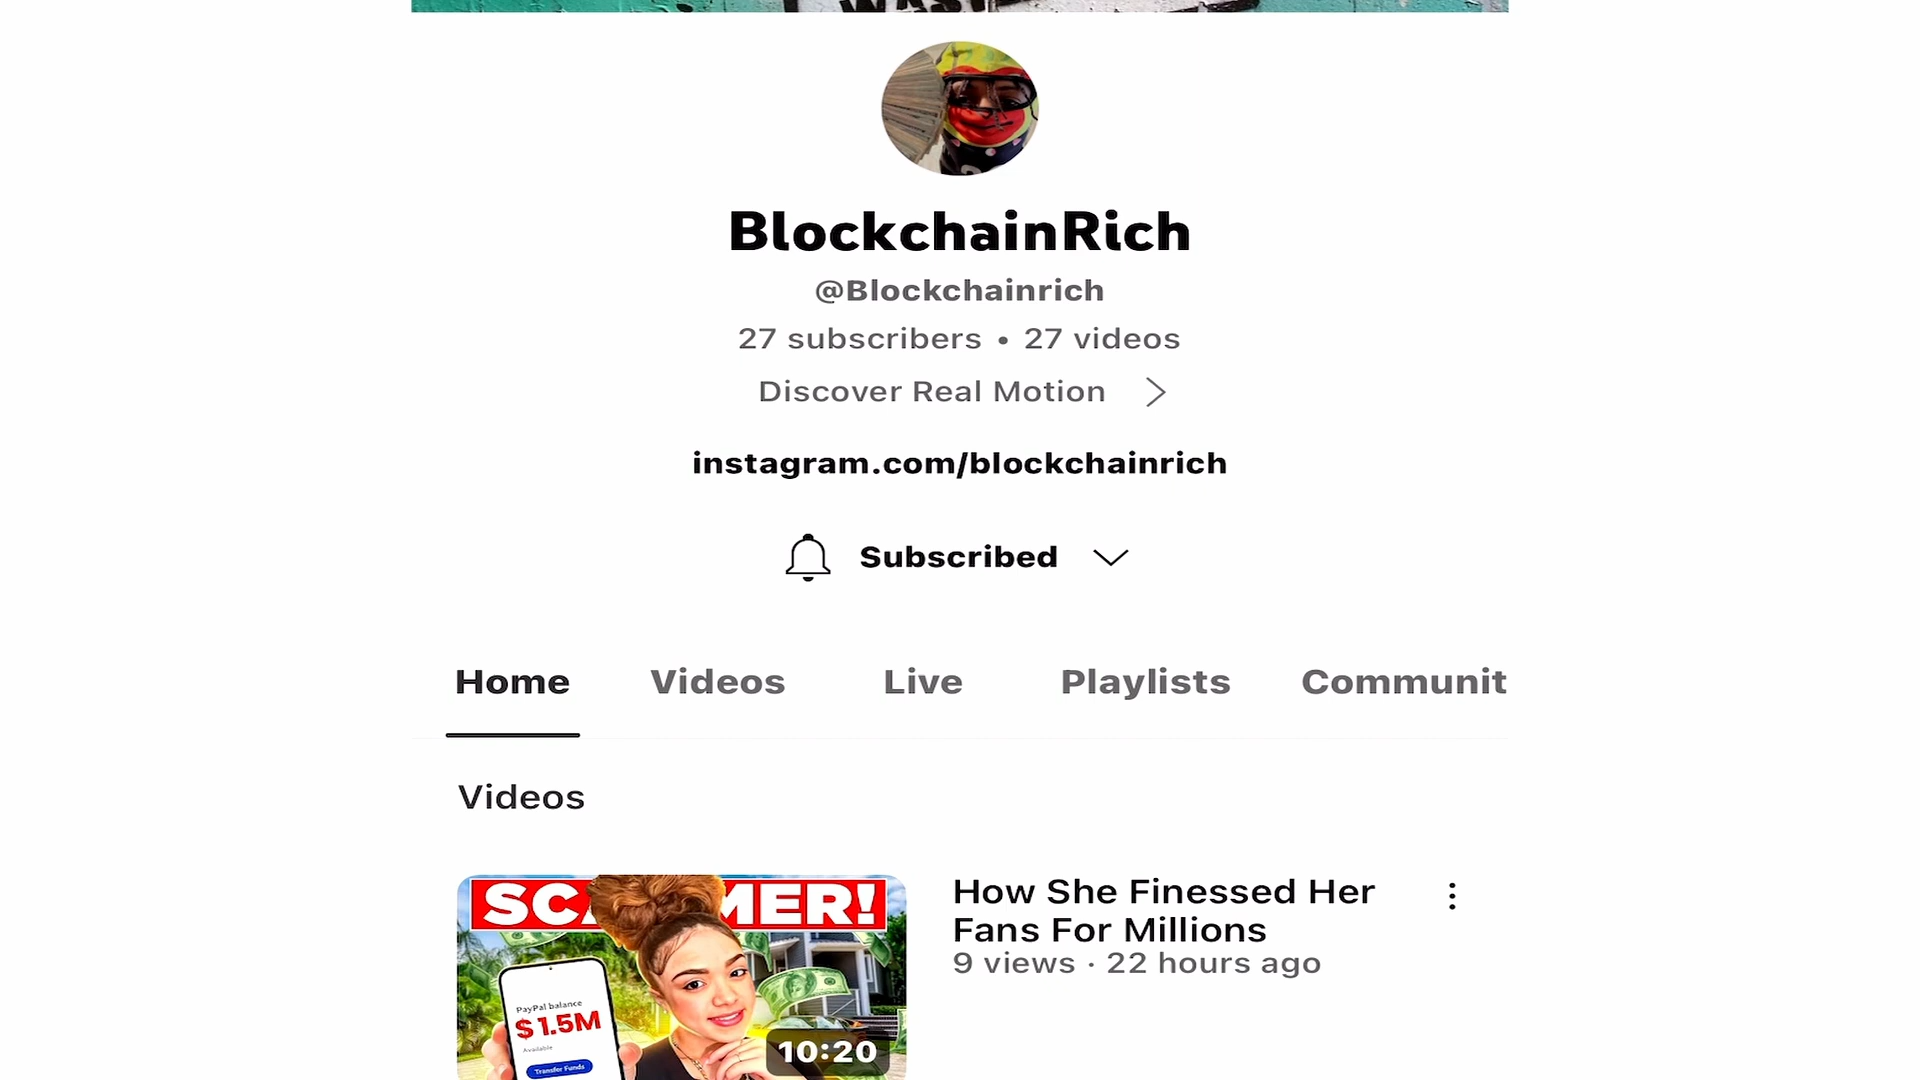 BlockchainRich
@Blockchainrich
27 subscribers • 27 videos
Discover Real Motion
instagram.com/blockchainrich
Subscribed
Home Videos Live Playlists Communit
Videos
How She Finessed Her
Fans For Millions
9 views · 22 hours ago
PayPal balance
$1.5M
Available
Transfer Funds
10:20